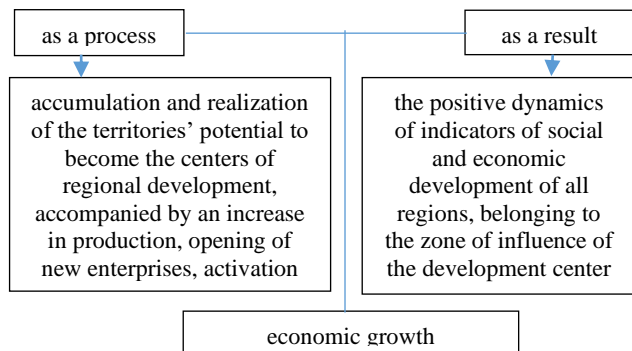 as a process
as a result
accumulation and realization
of the territories’ potential to
become the centers of
regional development,
accompanied by an increase
in production, opening of
new enterprises, activation
the positive dynamics
of indicators of social
and economic
development of all
regions, belonging to
the zone of influence of
the development center
economic growth